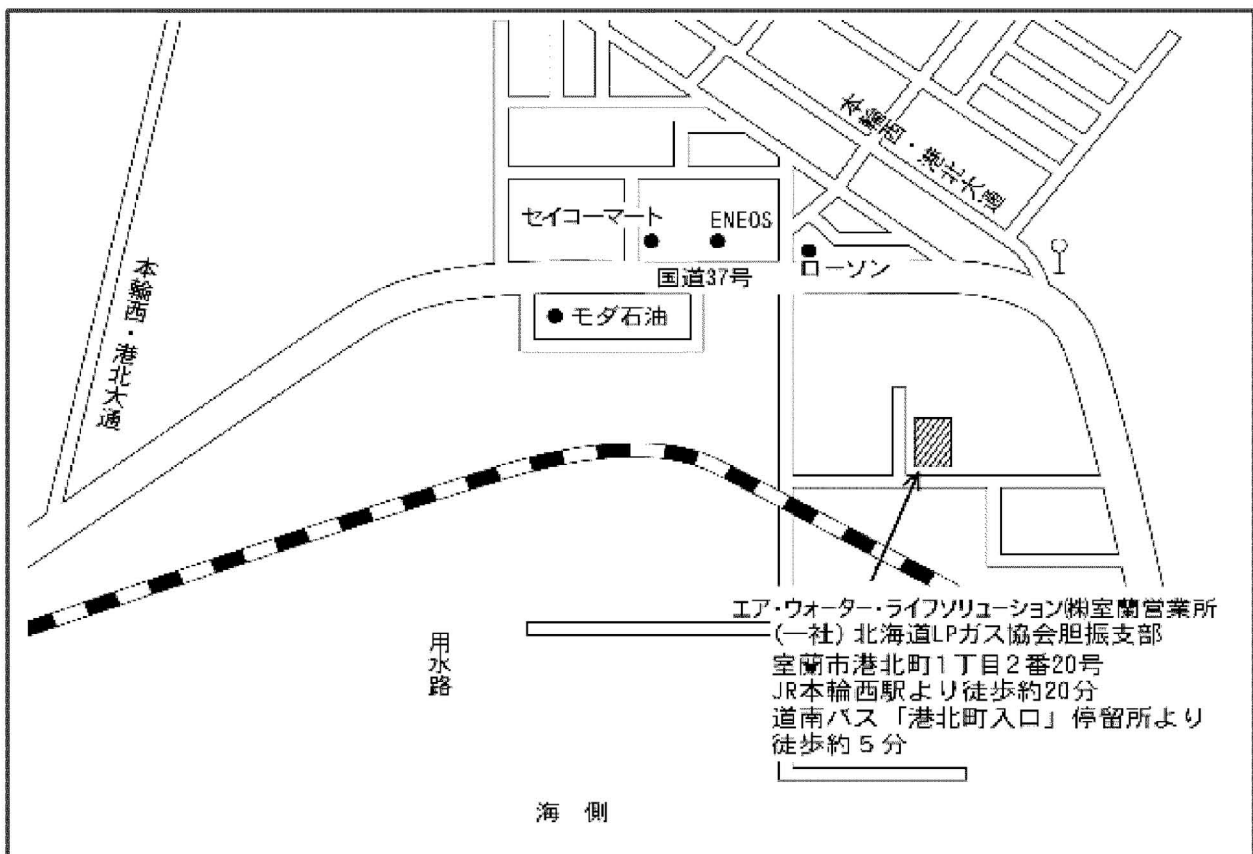 本輪西・港北大通
セイコーマート
ENEOS
ローソン
国道37号
モダ石油
本輪西・港北大通
エア・ウォーター・ライフソリューション㈱室蘭営業所
(一社)北海道LPガス協会胆振支部
室蘭市港北町1丁目2番20号
JR本輪西駅より徒歩約20分
道南バス「港北町入口」停留所より
徒歩約5分
用水路
海側